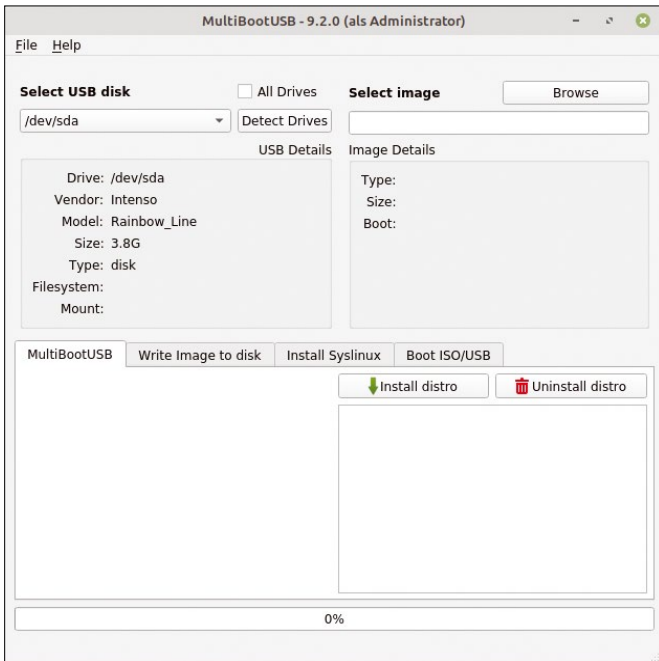 MultiBootUSB - 9.2.0 (als Administrator)
File Help
Select USB disk
All Drives
/dev/sda
Detect Drives
USB Details
Drive: /dev/sda
Vendor: Intenso
Model: Rainbow_Line
Size: 3.8G
Type: disk
Filesystem:
Mount:
Select image
Browse
Image Details
Type:
Size:
Boot:
MultiBootUSB
Write Image to disk
Install Syslinux
Boot ISO/USB
Install distro
Uninstall distro
0%